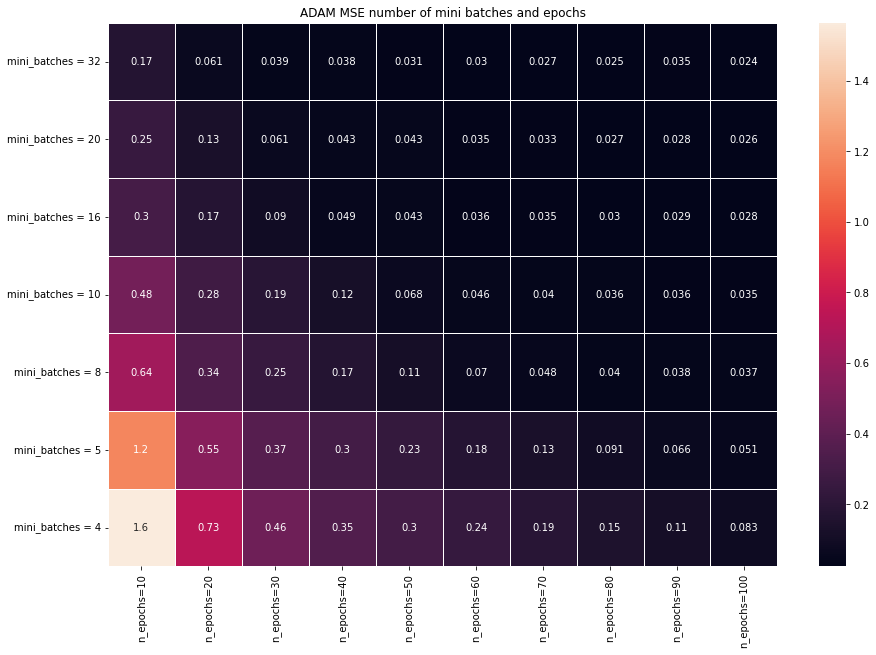 ADAM MSE number of mini batches and epochs
mini_batches = 32 0.17 0.061 0.039 0.038 0.031 0.03 0.027 0.025 0.035 0.024
mini_batches = 20 0.25 0.13 0.061 0.043 0.043 0.035 0.033 0.027 0.028 0.026
mini_batches = 16 0.3 0.17 0.09 0.049 0.043 0.036 0.035 0.03 0.029 0.028
mini_batches = 10 0.48 0.28 0.19 0.12 0.068 0.046 0.04 0.036 0.036 0.035
mini_batches = 8 0.64 0.34 0.25 0.17 0.11 0.07 0.048 0.04 0.038 0.037
mini_batches = 5 1.2 0.55 0.37 0.3 0.23 0.18 0.13 0.091 0.066 0.051
mini_batches = 4 1.6 0.73 0.46 0.35 0.3 0.24 0.19 0.15 0.11 0.083
n_epochs=10
n_epochs=20
n_epochs=30
n_epochs=40
n_epochs=50
n_epochs=60
n_epochs=70
n_epochs=80
n_epochs=90
n_epochs=100
1.4
1.2
1.0
0.8
0.6
0.4
0.2